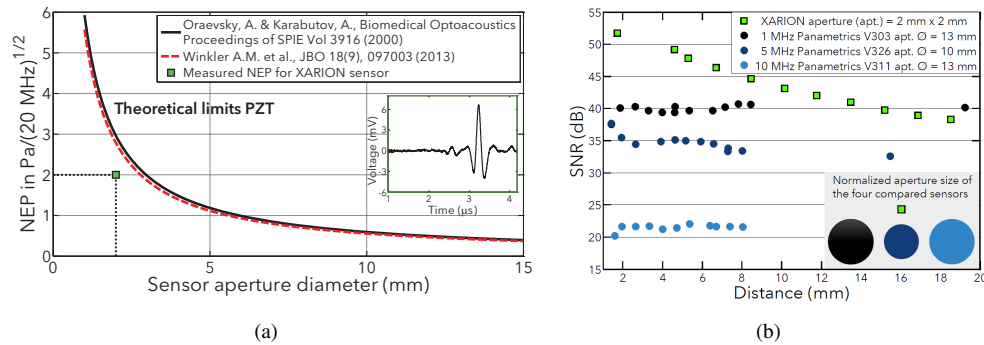 Oraevsky, A. & Karabutov, A., Biomedical Optoacoustics
Proceedings of SPIE Vol 3916 (2000)
Winkler A.M. et al., JBO 18(9), 097003 (2013)
Measured NEP for XARION sensor
Theoretical limits PZT
NEP in Pa/(20 MHz)^1/2
6
5
4
3
2
1
0
0 5 10 15
Sensor aperture diameter (mm)
Voltage (mV)
6
3
0
-3
-6
1 2 3 4
Time (µs)
(a)
XARION aperture (apt.) = 2 mm x 2 mm
1 MHz Panametrics V303 apt. Ø = 13 mm
5 MHz Panametrics V326 apt. Ø = 10 mm
10 MHz Panametrics V311 apt. Ø = 13 mm
SNR (dB)
55
50
45
40
35
30
25
20
15
Normalized aperture size of
the four compared sensors
2 4 6 8 10 12 14 16 18 20
Distance (mm)
(b)